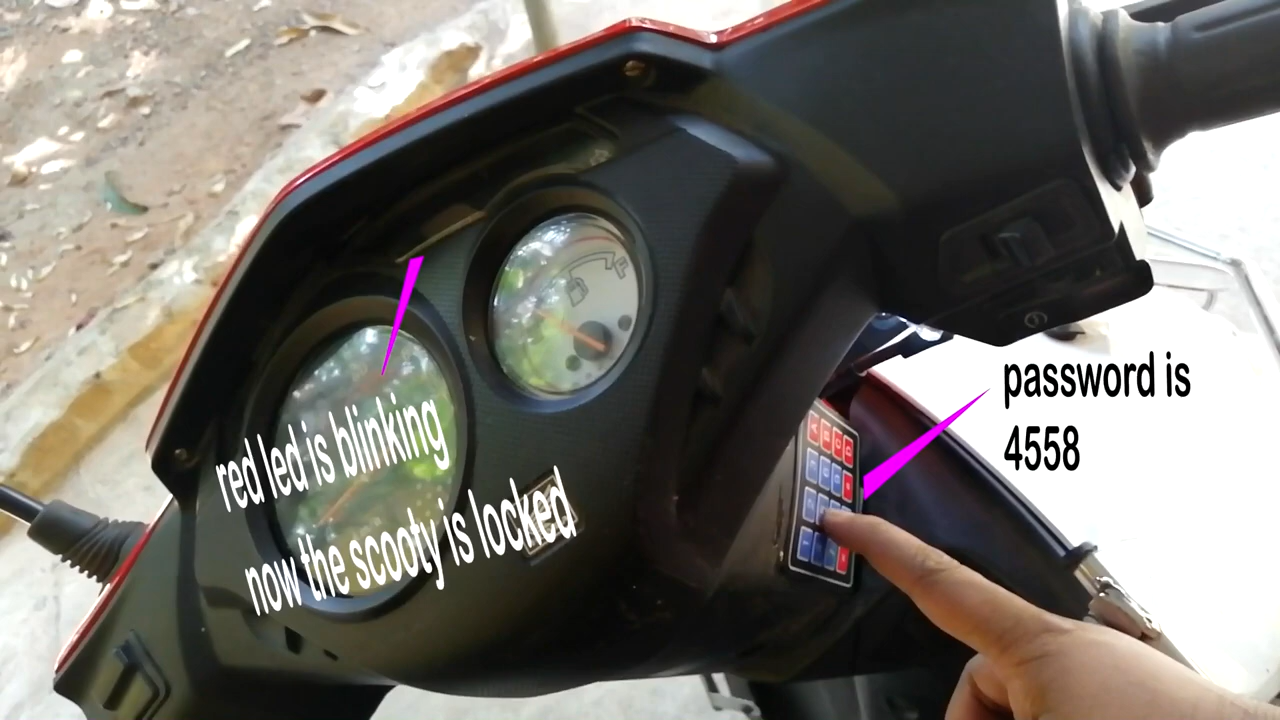 red led is blinking
now the scooty is locked
password is
4558
F
A
B
C
D